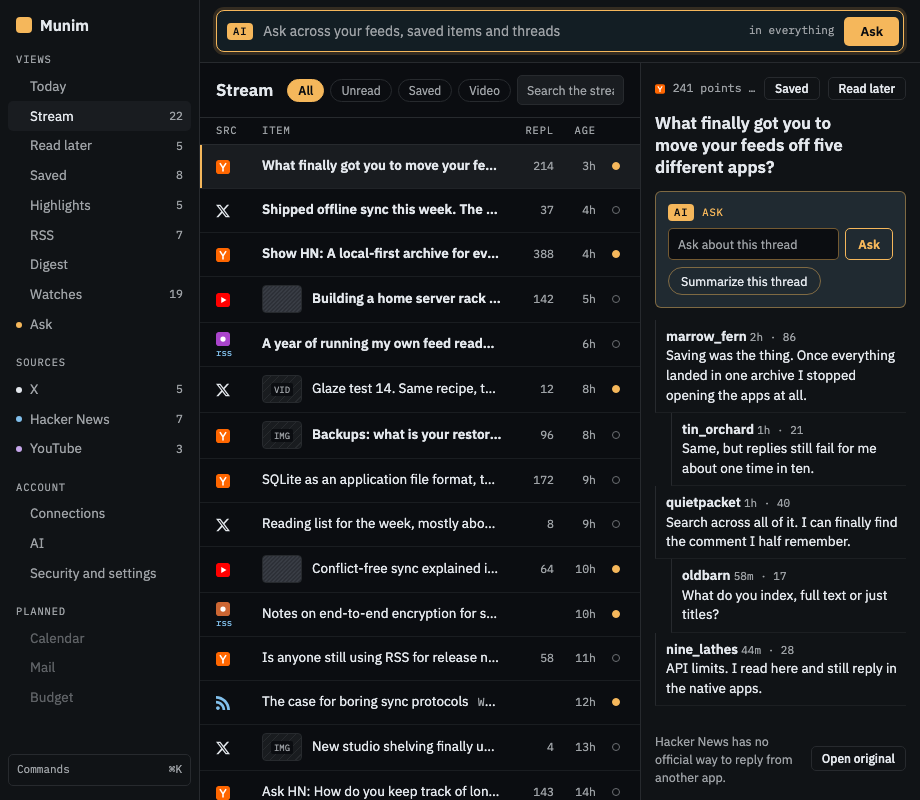 Munim
VIEWS
Today
Stream 22
Read later 5
Saved 8
Highlights 5
RSS 7
Digest
Watches 19
Ask
SOURCES
X 5
Hacker News 7
YouTube 3
ACCOUNT
Connections
AI
Security and settings
PLANNED
Calendar
Mail
Budget
Commands ⌘K
AI Ask across your feeds, saved items and threads in everything Ask
Stream All Unread Saved Video Search the strea
SRC ITEM REPL AGE
Y What finally got you to move your fe... 214 3h
X Shipped offline sync this week. The ... 37 4h
Y Show HN: A local-first archive for ev... 388 4h
Building a home server rack ... 142 5h
rss A year of running my own feed read... 6h
X VID Glaze test 14. Same recipe, t... 12 8h
Y IMG Backups: what is your restor... 96 8h
Y SQLite as an application file format, t... 172 9h
X Reading list for the week, mostly abo... 8 9h
Conflict-free sync explained i... 64 10h
rss Notes on end-to-end encryption for s... 10h
Y Is anyone still using RSS for release n... 58 11h
The case for boring sync protocols W... 12h
X IMG New studio shelving finally u... 4 13h
Y Ask HN: How do you keep track of lon... 143 14h
Y 241 points … Saved Read later
What finally got you to
move your feeds off five
different apps?
AI ASK
Ask about this thread Ask
Summarize this thread
marrow_fern 2h · 86
Saving was the thing. Once everything
landed in one archive I stopped
opening the apps at all.
tin_orchard 1h · 21
Same, but replies still fail for me
about one time in ten.
quietpacket 1h · 40
Search across all of it. I can finally find
the comment I half remember.
oldbarn 58m · 17
What do you index, full text or just
titles?
nine_lathes 44m · 28
API limits. I read here and still reply in
the native apps.
Hacker News has no
official way to reply from
another app.
Open original